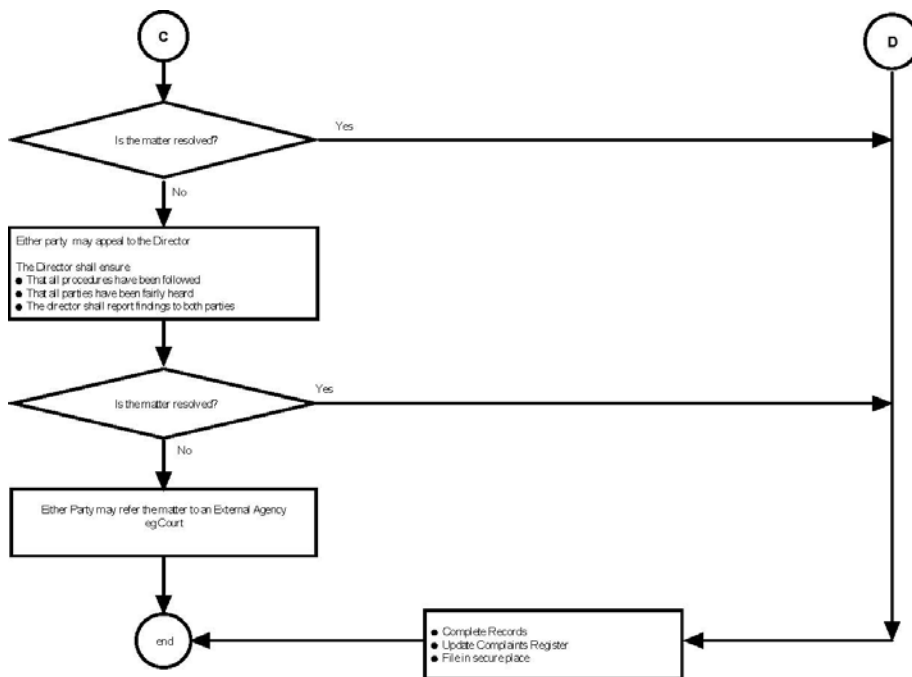 C
D
Is the matter resolved?
Yes
No
Either party may appeal to the Director
The Director shall ensure
● That all procedures have been followed
● That all parties have been fairly heard
● The director shall report findings to both parties
Is the matter resolved?
Yes
No
Either Party may refer the matter to an External Agency
eg Court
end
● Complete Records
● Update Complaints Register
● File in secure place